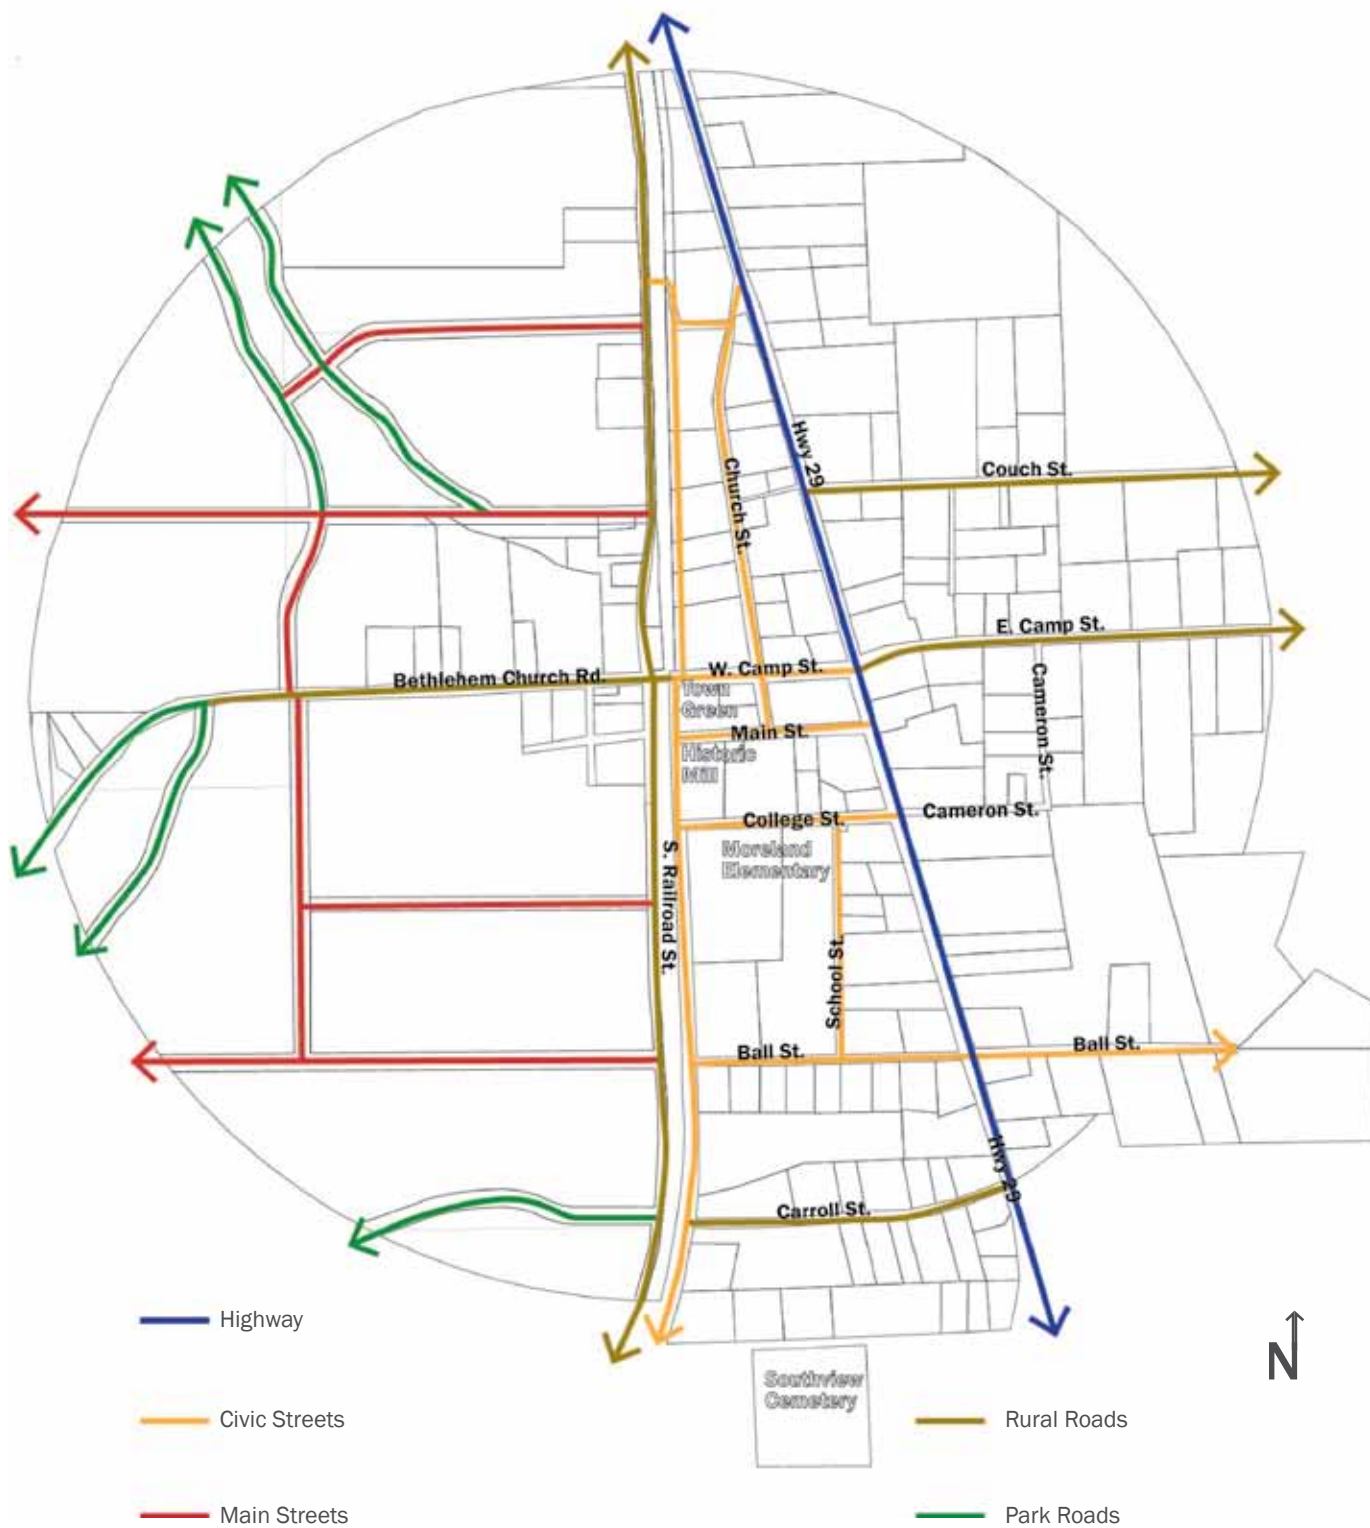 Hwy 29
Couch St.
Church St.
E. Camp St.
W. Camp St.
Bethlehem Church Rd.
Town
Green
Cameron St.
Main St.
Historic
Mill
Cameron St.
College St.
Moreland
Elementary
S. Railroad St.
School St.
Ball St.
Ball St.
Hwy 29
Carroll St.
Highway
N
Southview
Cemetery
Civic Streets
Rural Roads
Main Streets
Park Roads